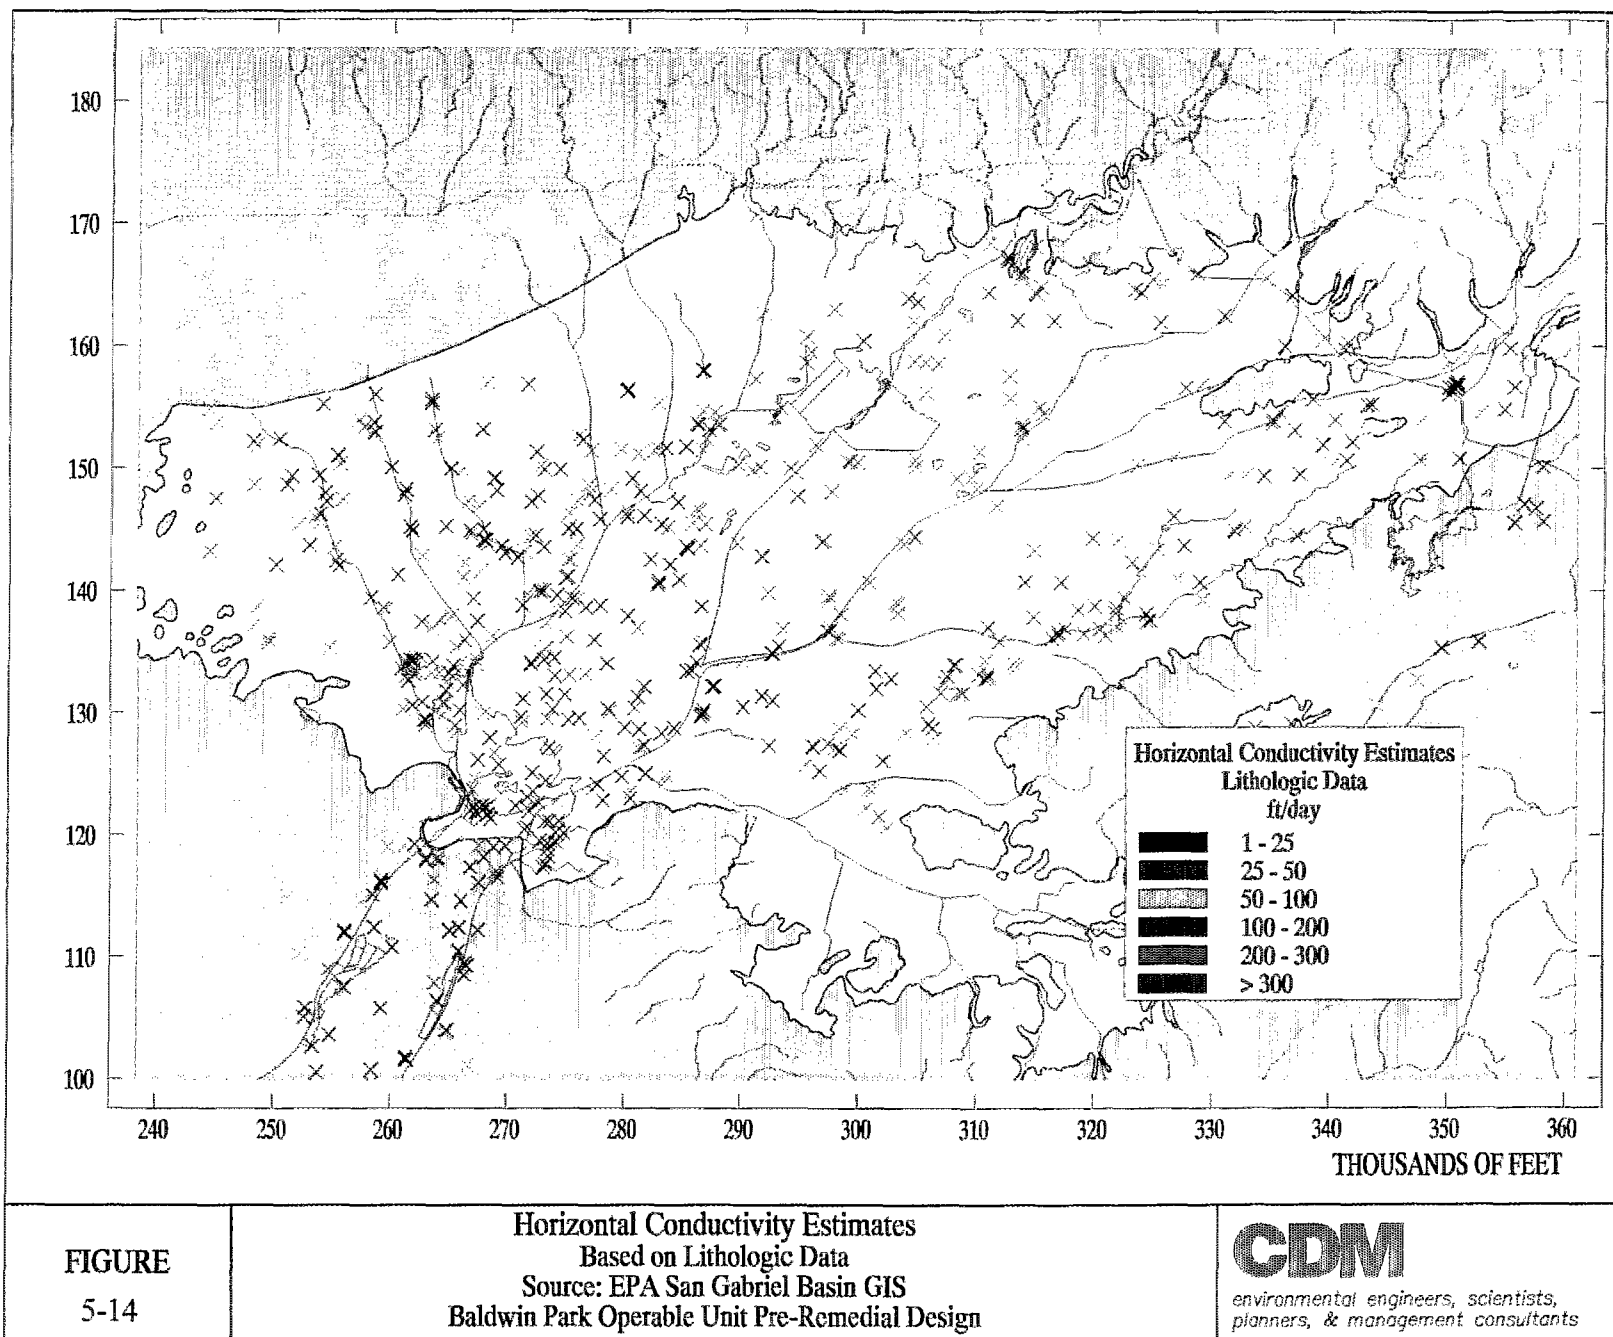 180
170
160
150
140
130
120
110
100
240
250
260
270
280
290
300
310
320
330
340
350
360
THOUSANDS OF FEET
Horizontal Conductivity Estimates
Lithologic Data
ft/day
1 - 25
25 - 50
50 - 100
100 - 200
200 - 300
> 300
FIGURE
5-14
Horizontal Conductivity Estimates
Based on Lithologic Data
Source: EPA San Gabriel Basin GIS
Baldwin Park Operable Unit Pre-Remedial Design
CDM
environmental engineers, scientists,
planners, & management consultants